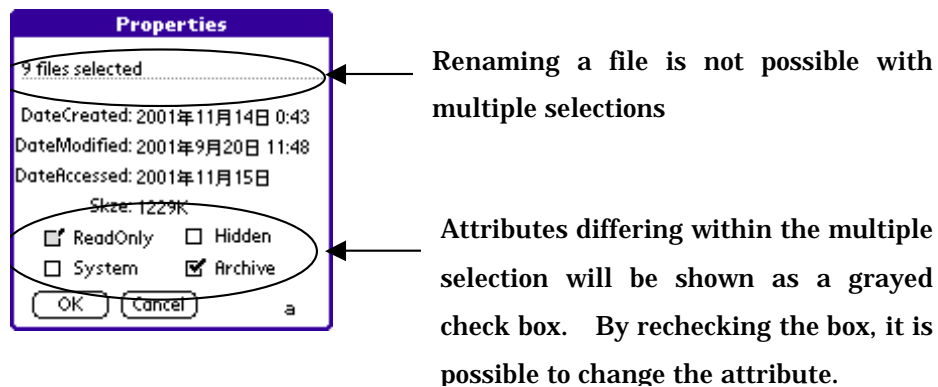 Properties
9 files selected
DateCreated: 2001年11月14日 0:43
DateModified: 2001年9月20日 11:48
DateAccessed: 2001年11月15日
Skze: 1229K
ReadOnly Hidden
System Archive
OK Cancel a
Renaming a file is not possible with
multiple selections
Attributes differing within the multiple
selection will be shown as a grayed
check box. By rechecking the box, it is
possible to change the attribute.